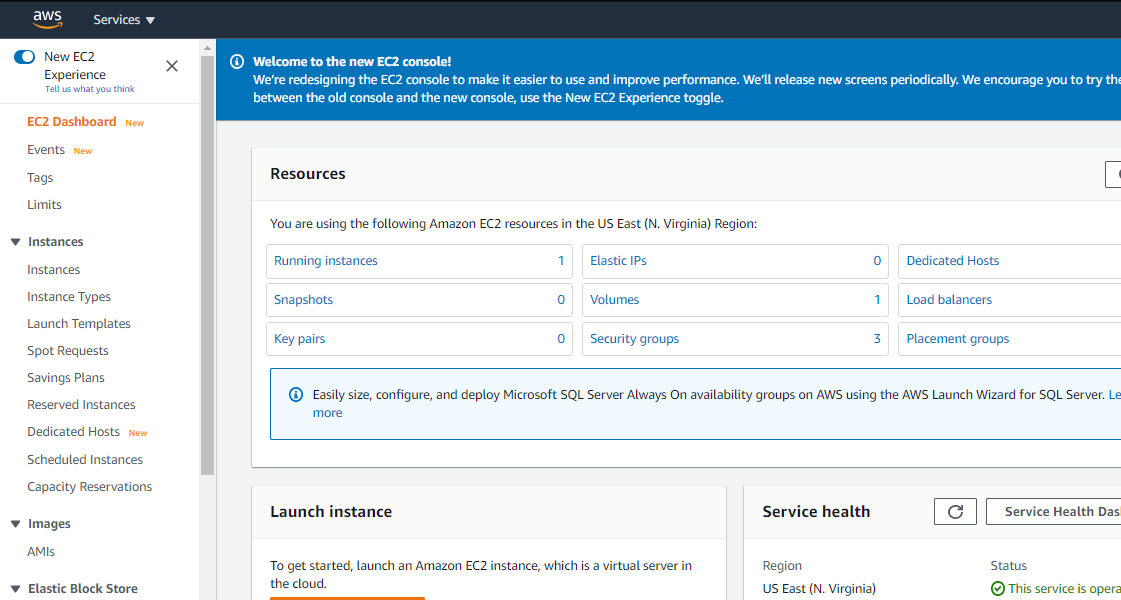 aws
Services
New EC2
Experience
Tell us what you think
EC2 Dashboard New
Events New
Tags
Limits
Instances
Instances
Instance Types
Launch Templates
Spot Requests
Savings Plans
Reserved Instances
Dedicated Hosts New
Scheduled Instances
Capacity Reservations
Images
AMIs
Elastic Block Store
Welcome to the new EC2 console!
We're redesigning the EC2 console to make it easier to use and improve performance. We'll release new screens periodically. We encourage you to try the
between the old console and the new console, use the New EC2 Experience toggle.
Resources
You are using the following Amazon EC2 resources in the US East (N. Virginia) Region:
Running instances 1 Elastic IPs 0 Dedicated Hosts
Snapshots 0 Volumes 1 Load balancers
Key pairs 0 Security groups 3 Placement groups
Easily size, configure, and deploy Microsoft SQL Server Always On availability groups on AWS using the AWS Launch Wizard for SQL Server. Le
more
Launch instance
To get started, launch an Amazon EC2 instance, which is a virtual server in
the cloud.
Service health
Service Health Das
Region Status
US East (N. Virginia) This service is opera